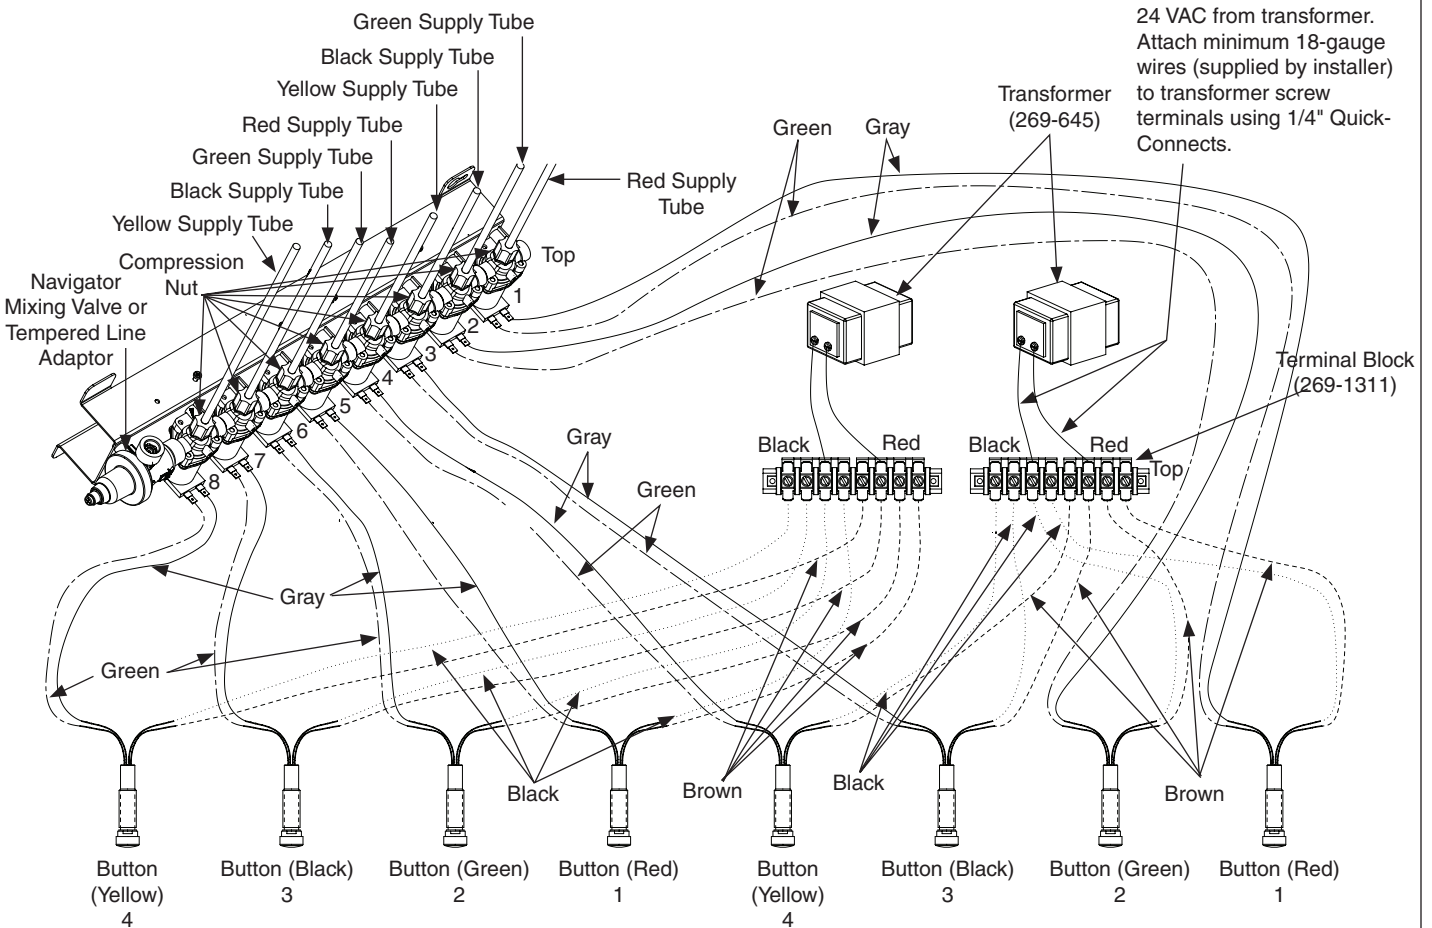 Green Supply Tube
Black Supply Tube
Yellow Supply Tube
Red Supply Tube
Green Supply Tube
Black Supply Tube
Yellow Supply Tube
Compression
Nut
Navigator
Mixing Valve or
Tempered Line
Adaptor
Red Supply
Tube
Top
1
2
3
4
5
6
7
8
Green
Gray
Transformer
(269-645)
24 VAC from transformer.
Attach minimum 18-gauge
wires (supplied by installer)
to transformer screw
terminals using 1/4" Quick-
Connects.
Terminal Block
(269-1311)
Black
Red
Black
Red
Top
Gray
Green
Gray
Green
Black
Brown
Black
Brown
Button
(Yellow)
4
Button (Black)
3
Button (Green)
2
Button (Red)
1
Button
(Yellow)
4
Button (Black)
3
Button (Green)
2
Button (Red)
1